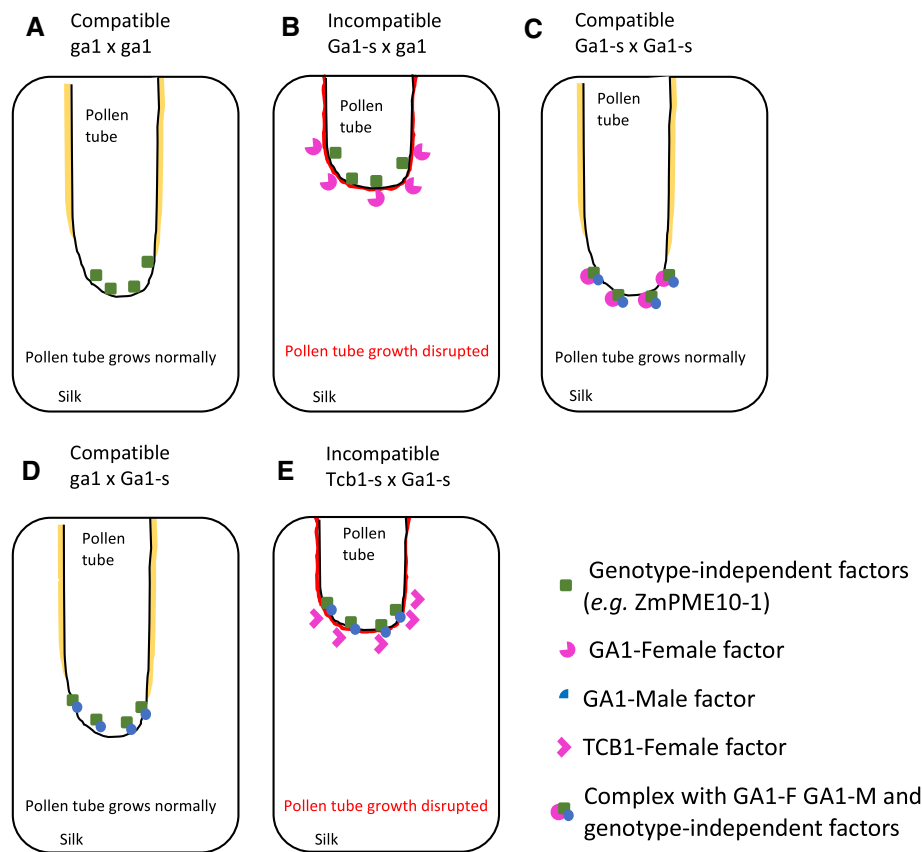 A
Compatible
ga1 x ga1
Pollen
tube
Pollen tube grows normally
Silk
B
Incompatible
Ga1-s x ga1
Pollen
tube
Pollen tube growth disrupted
Silk
C
Compatible
Ga1-s x Ga1-s
Pollen
tube
Pollen tube grows normally
Silk
D
Compatible
ga1 x Ga1-s
Pollen
tube
Pollen tube grows normally
Silk
E
Incompatible
Tcb1-s x Ga1-s
Pollen
tube
Pollen tube growth disrupted
Silk
Genotype-independent factors
(e.g. ZmPME10-1)
GA1-Female factor
GA1-Male factor
TCB1-Female factor
Complex with GA1-F GA1-M and
genotype-independent factors